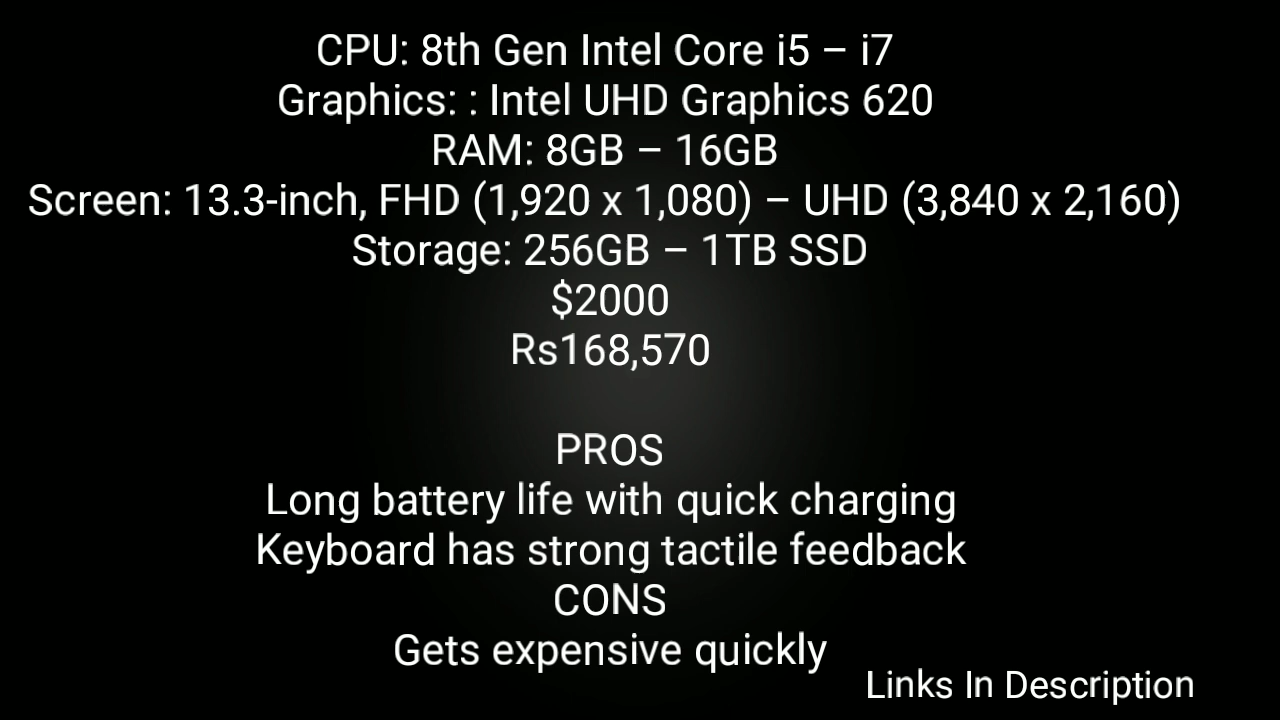 CPU: 8th Gen Intel Core i5 – i7
Graphics: : Intel UHD Graphics 620
RAM: 8GB – 16GB
Screen: 13.3-inch, FHD (1,920 x 1,080) – UHD (3,840 x 2,160)
Storage: 256GB – 1TB SSD
$2000
Rs168,570
PROS
Long battery life with quick charging
Keyboard has strong tactile feedback
CONS
Gets expensive quickly
Links In Description